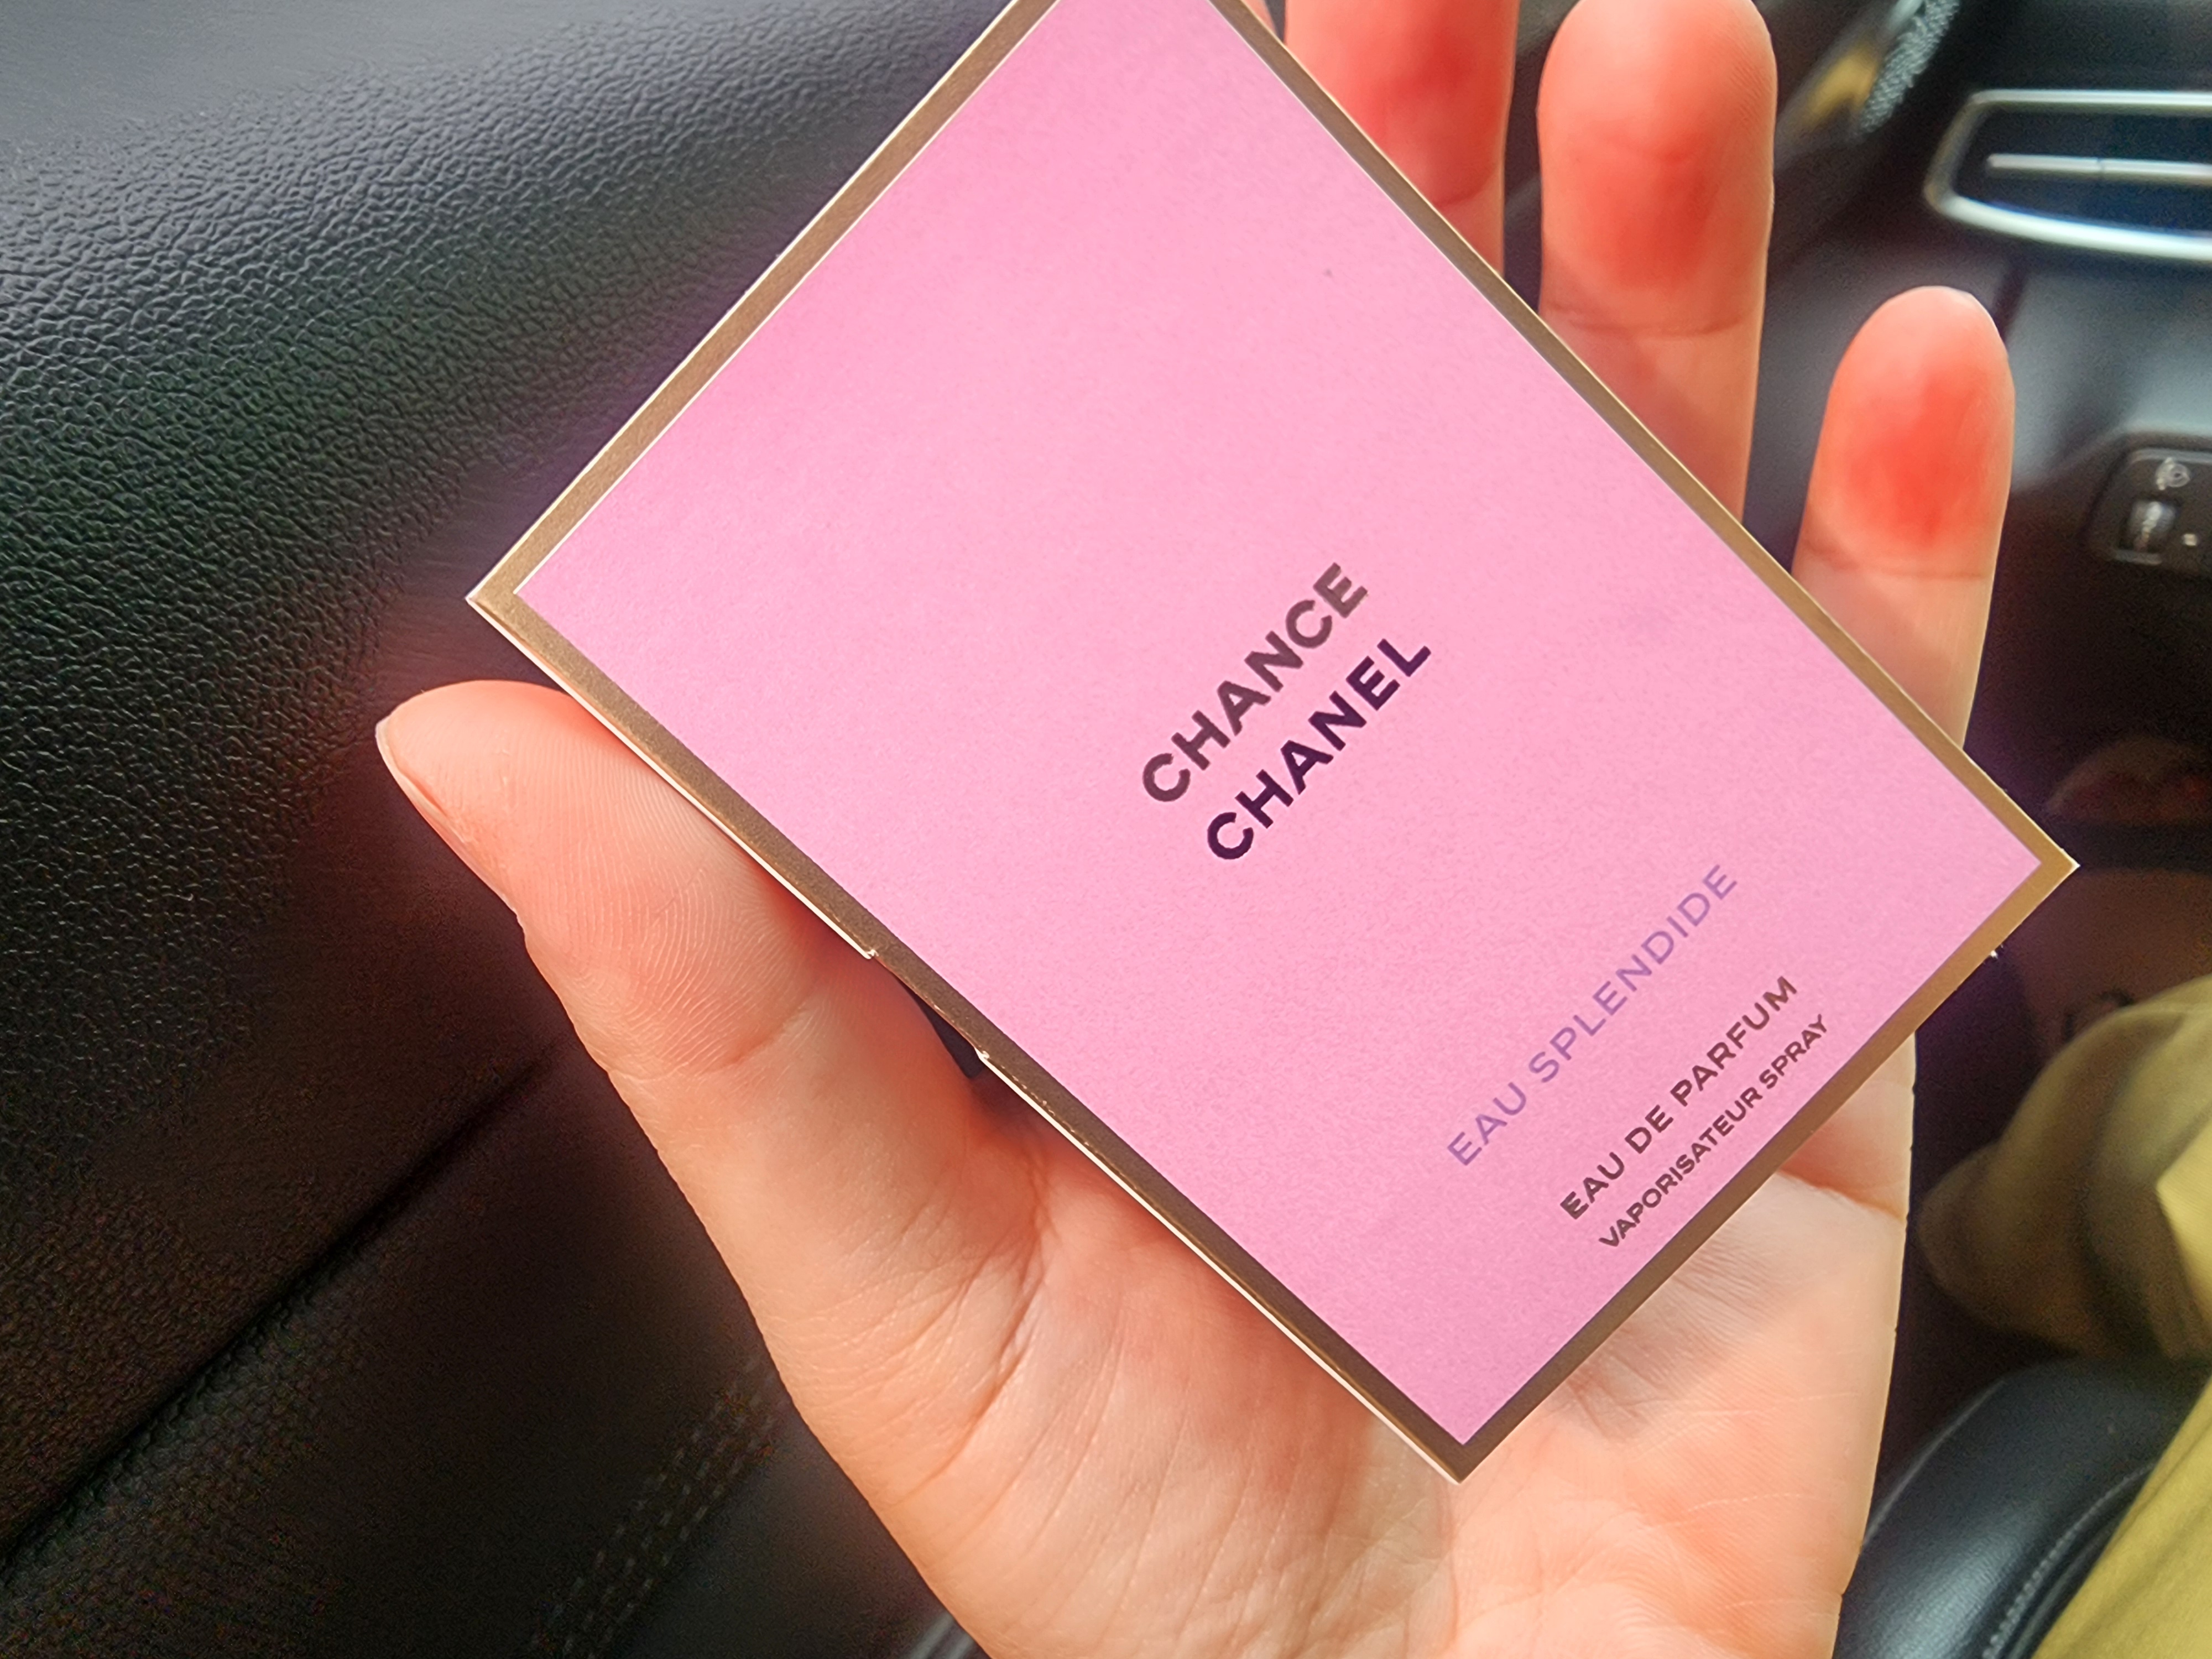 CHANCE
CHANEL
EAU SPLENDIDE
EAU DE PARFUM
VAPORISATEUR SPRAY